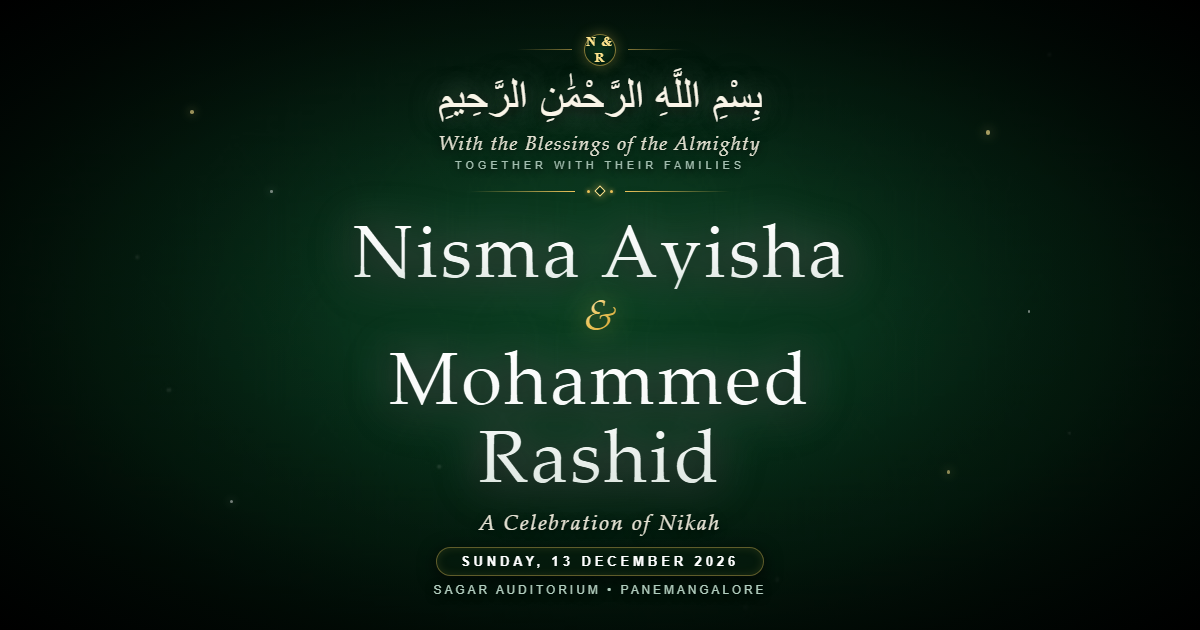 N &
R
بِسْمِ اللَّهِ الرَّحْمَٰنِ الرَّحِيمِ
With the Blessings of the Almighty
TOGETHER WITH THEIR FAMILIES
Nisma Ayisha
&
Mohammed
Rashid
A Celebration of Nikah
SUNDAY, 13 DECEMBER 2026
SAGAR AUDITORIUM • PANEMANGALORE